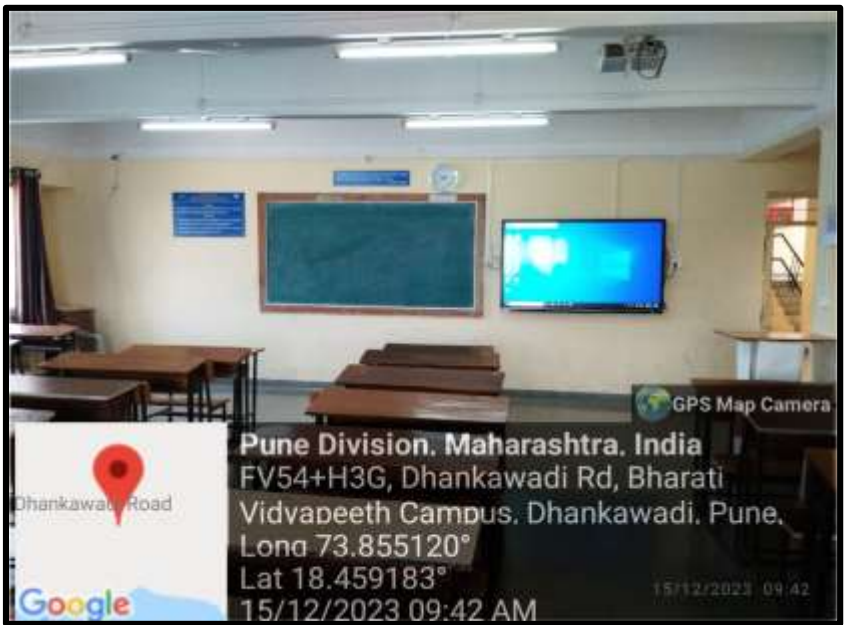 GPS Map Camera
Pune Division, Maharashtra, India
FV54+H3G, Dhankawadi Rd, Bharati
Vidyapeeth Campus, Dhankawadi, Pune,
Long 73.855120°
Lat 18.459183°
15/12/2023 09:42 AM
15/12/2023 09:42
Dhankawadi Road
Google